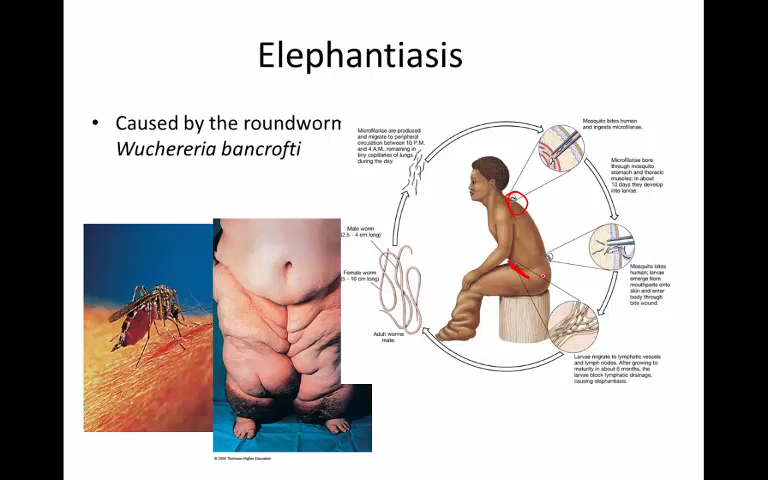 Elephantiasis
• Caused by the roundworm
Wuchereria bancrofti
Microfilariae are produced
and migrate to peripheral
circulation between 10 P.M.
and 4 A.M., remaining in
tiny capillaries of lungs
during the day.
Mosquito bites human
and ingests microfilariae.
Microfilariae bore
through mosquito
stomach and thoracic
muscles; in about
10 days they develop
into larvae.
Male worm
(2.5 - 4 cm long)
Female worm
(5 - 10 cm long)
Mosquito bites
human; larvae
emerge from
mouthparts onto
skin and enter
body through
bite wound.
Adult worms
mate.
Larvae migrate to lymphatic vessels
and lymph nodes. After growing to
maturity in about 6 months, the
larvae block lymphatic drainage,
causing elephantiasis.
© 2006 Thomson Higher Education